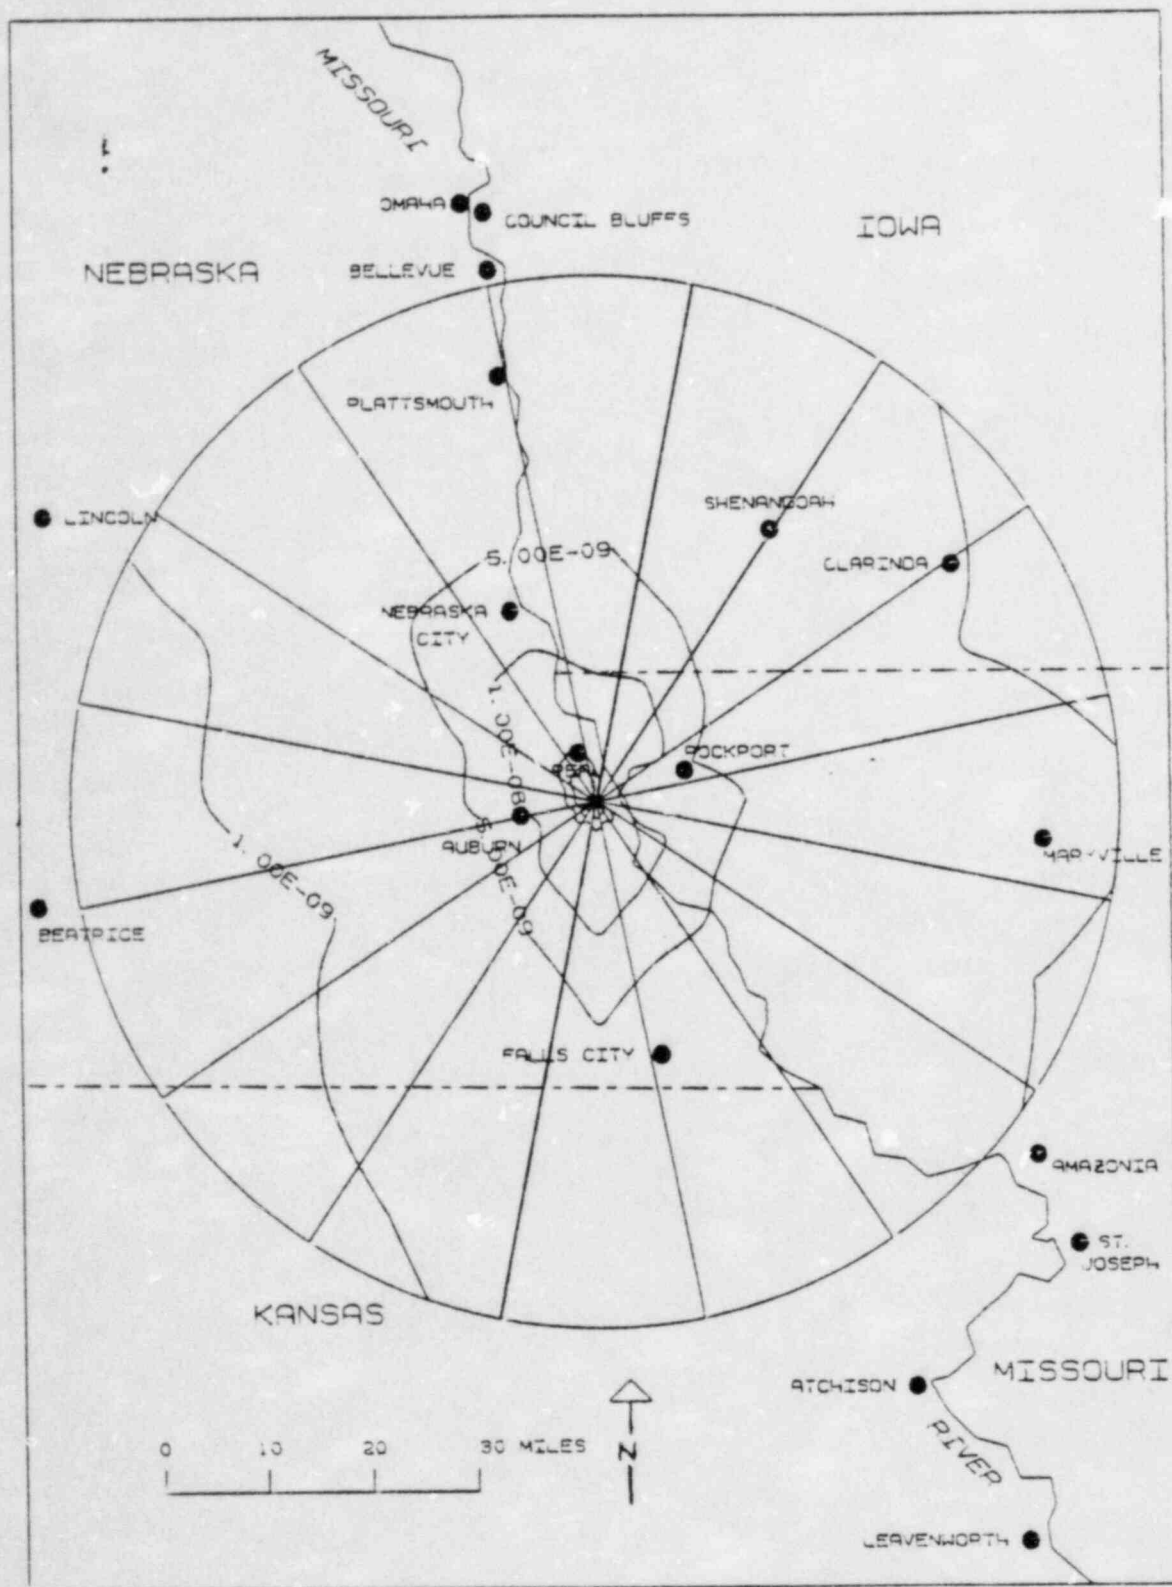 MISSOURI
OMAHA
COUNCIL BLUFFS
IOWA
NEBRASKA
BELLEVUE
PLATTSMOUTH
SHENANDOAH
LINCOLN
5.00E-09
CLARINDA
NEBRASKA
CITY
1.00E-08
ROCKPORT
AUBURN
5.00E-09
MARYVILLE
1.00E-09
BEATRICE
FALLS CITY
AMAZONIA
ST.
JOSEPH
KANSAS
MISSOURI
ATCHISON
0 10 20 30 MILES
N
RIVER
LEAVENWORTH